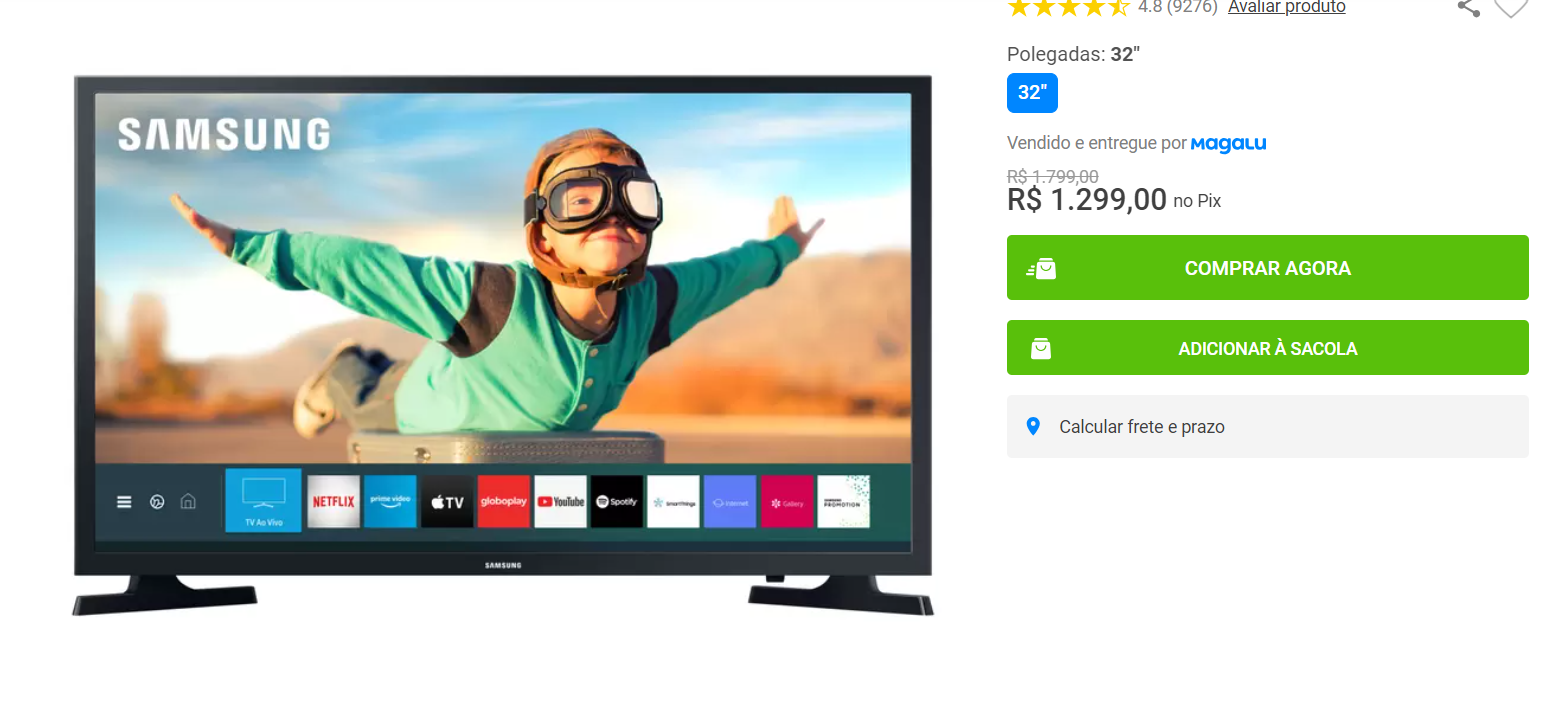 4.8 (9276) Avaliar produto
Polegadas: 32"
32"
Vendido e entregue por MagaLu
R$ 1.799,00
R$ 1.299,00 no Pix
COMPRAR AGORA
ADICIONAR À SACOLA
Calcular frete e prazo
SAMSUNG
TV Ao Vivo
NETFLIX
prime video
TV
globoplay
YouTube
Spotify
SmartThings
Internet
Gallery
SAMSUNG PROMOTION
SAMSUNG